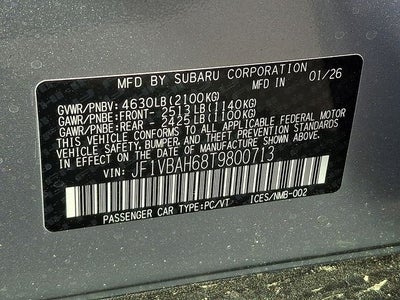 MFD BY SUBARU CORPORATION 01/26
GVWR/PNBV: 4630LB(2100KG)
GAWR/PNBE:FRONT- 2513LB(1140KG)
GAWR/PNBE:REAR - 2425LB(1100KG)
THIS VEHICLE CONFORMS TO ALL APPLICABLE FEDERAL MOTOR
VEHICLE SAFETY, BUMPER, AND THEFT PREVENTION STANDARDS
IN EFFECT ON THE DATE OF MANUFACTURE SHOWN ABOVE.
VIN: JF1VBAH68T9800713
PASSENGER CAR TYPE:PC/VT ICES/NMB-002